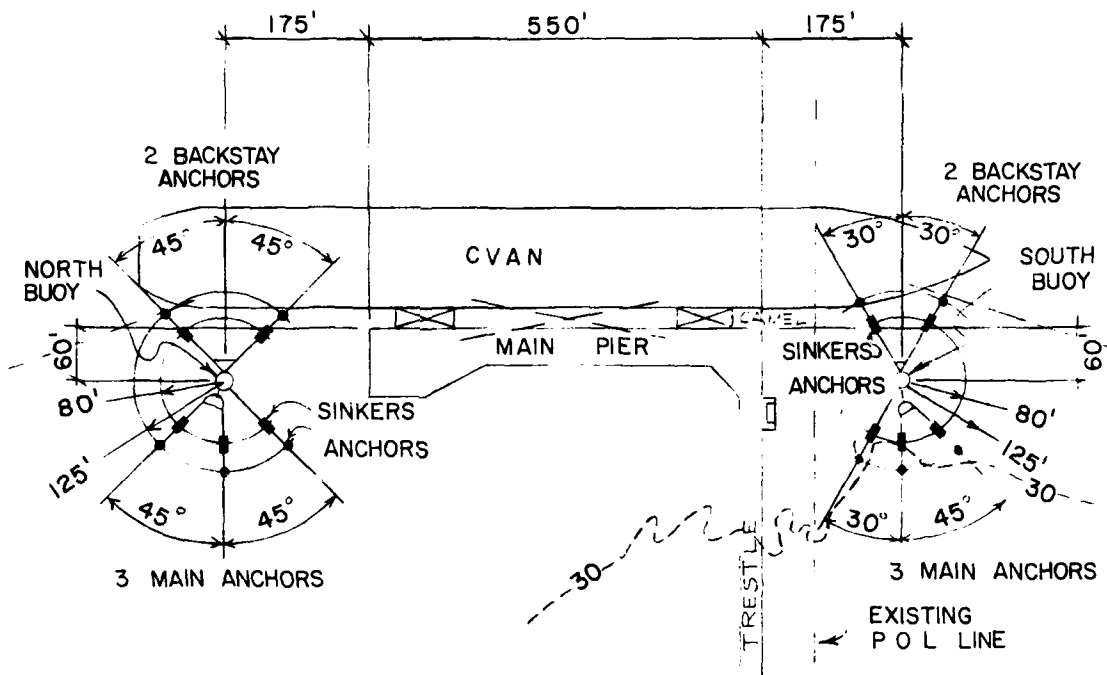 175'
550'
175'
2 BACKSTAY
ANCHORS
2 BACKSTAY
ANCHORS
45°
45°
30°
30°
CVAN
NORTH
BUOY
SOUTH
BUOY
CAMEL
MAIN PIER
60'
60'
SINKERS
ANCHORS
80'
80'
SINKERS
ANCHORS
125'
125'
30
45°
45°
30°
45°
30
3 MAIN ANCHORS
3 MAIN ANCHORS
TRESTLE
EXISTING
POL LINE